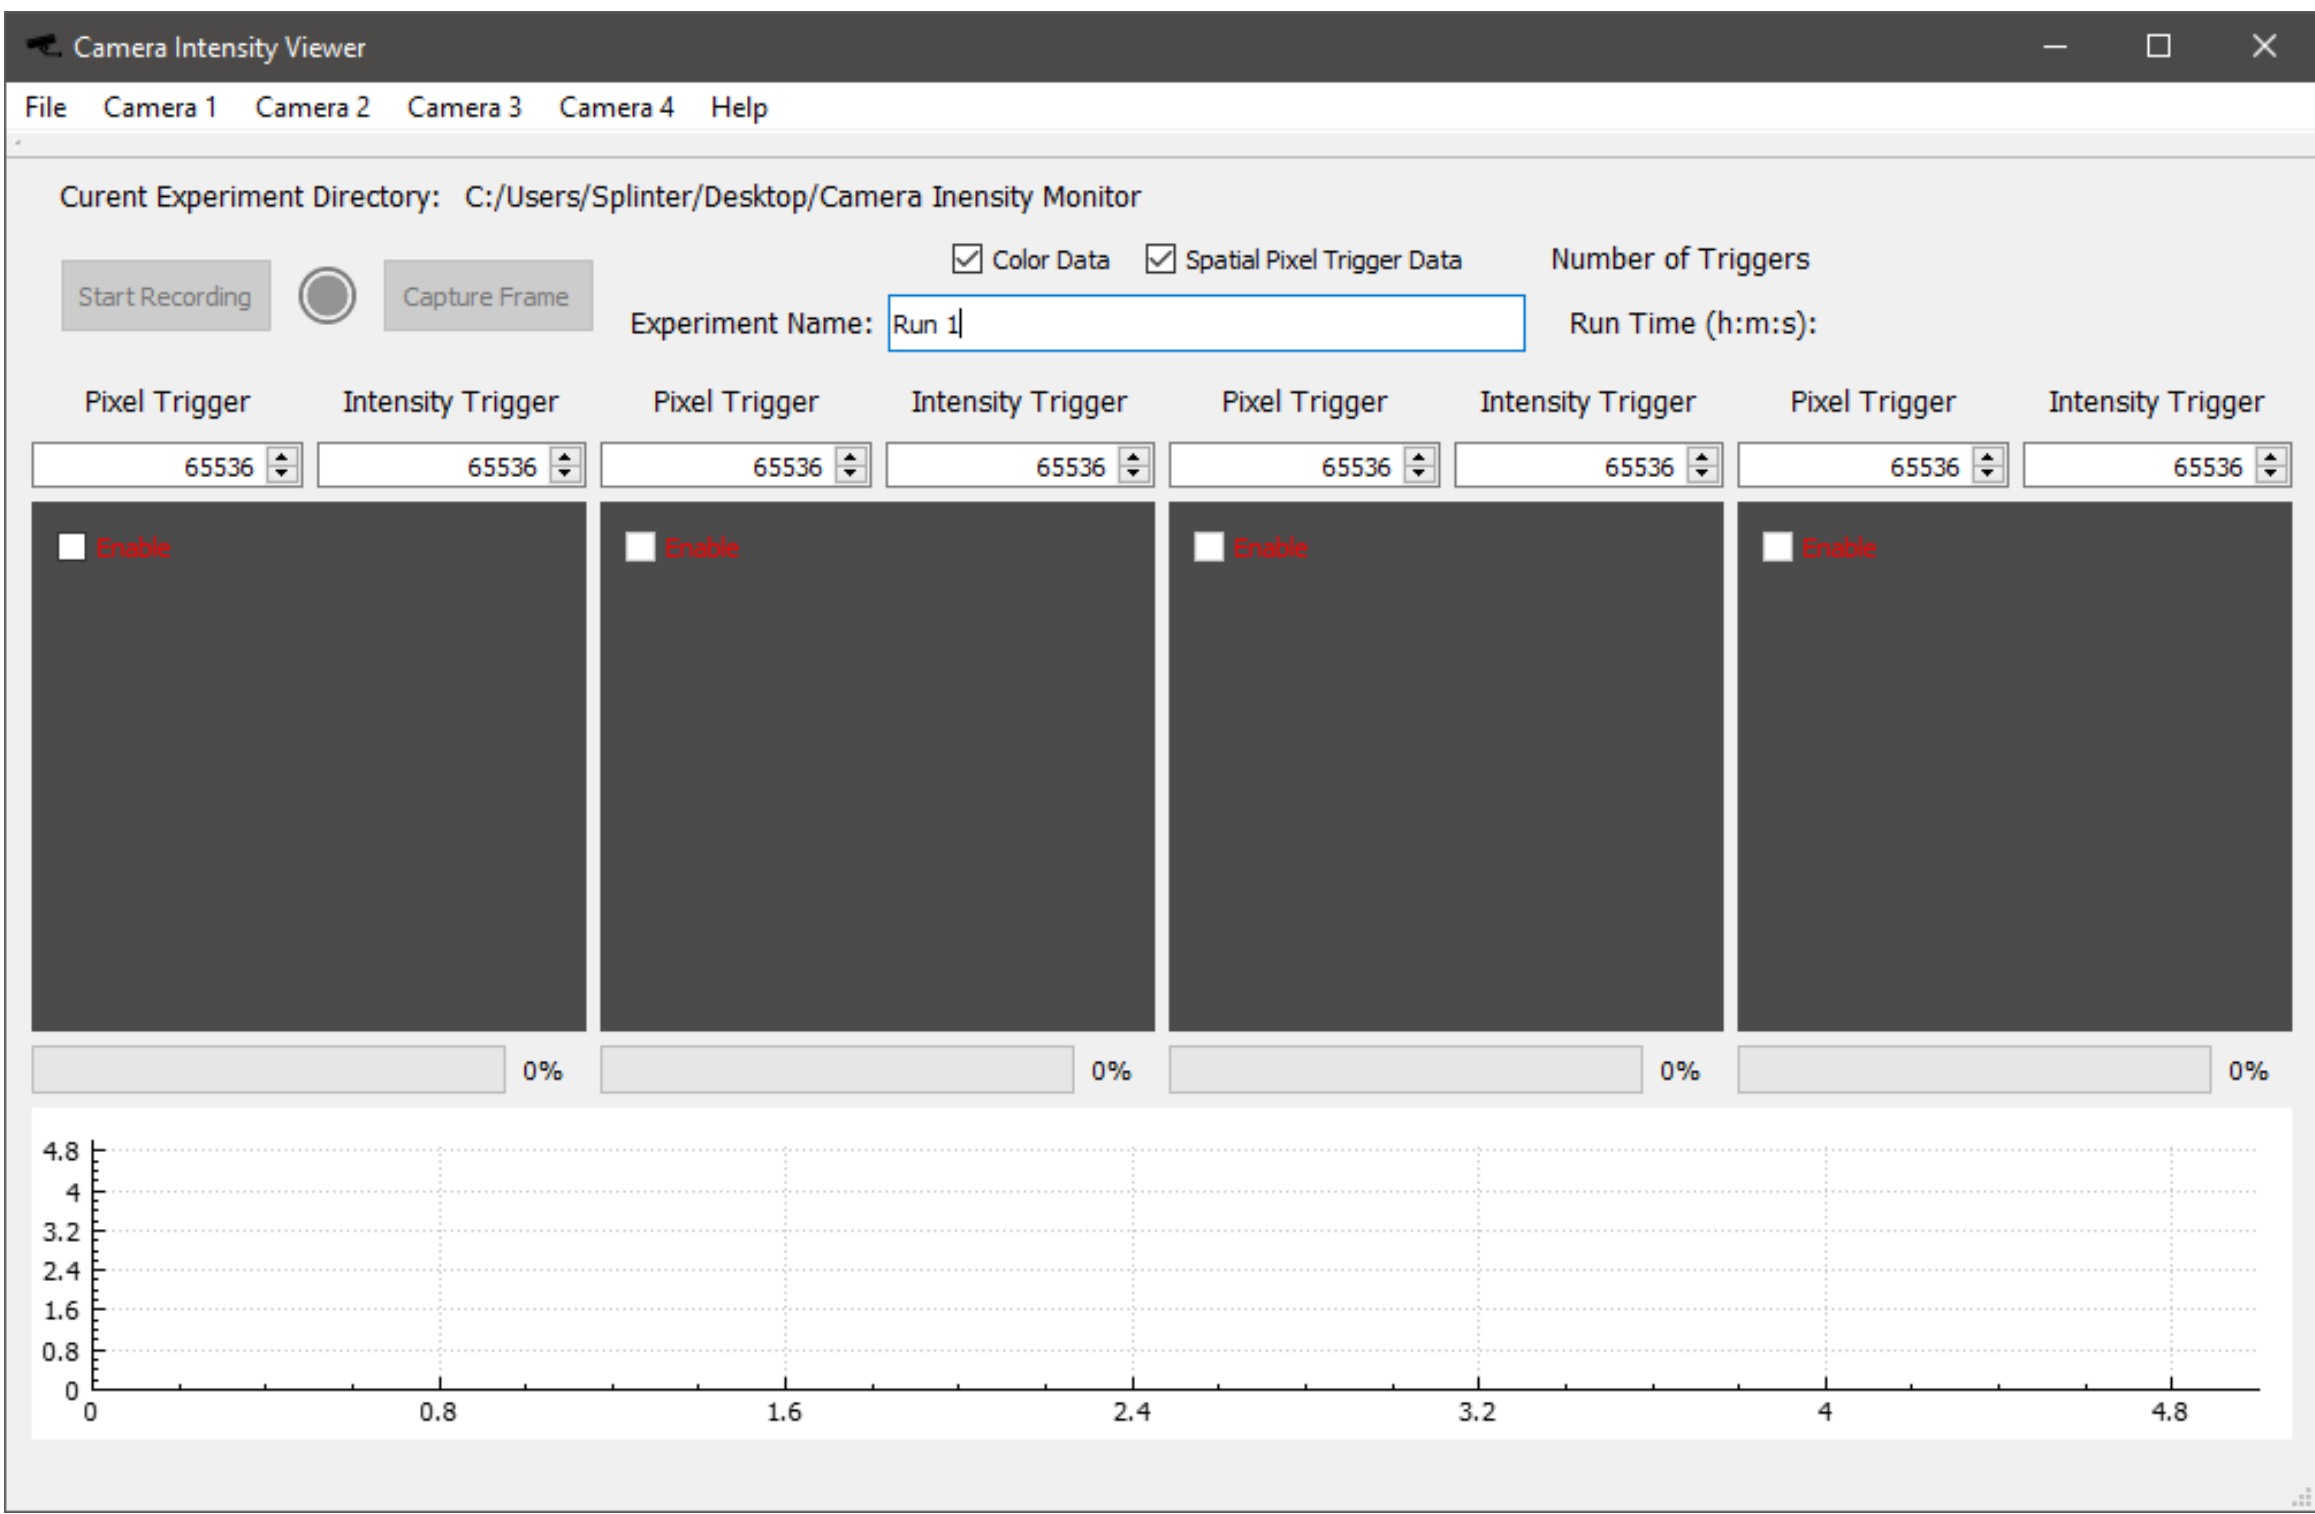 Camera Intensity Viewer
File Camera 1 Camera 2 Camera 3 Camera 4 Help
Curent Experiment Directory: C:/Users/Splinter/Desktop/Camera Inensity Monitor
Color Data Spatial Pixel Trigger Data Number of Triggers
Start Recording Capture Frame
Experiment Name: Run 1 Run Time (h:m:s):
Pixel Trigger Intensity Trigger Pixel Trigger Intensity Trigger Pixel Trigger Intensity Trigger Pixel Trigger Intensity Trigger
65536 65536 65536 65536 65536 65536 65536 65536
Enable Enable Enable Enable
0% 0% 0% 0%
4.8
4
3.2
2.4
1.6
0.8
0
0 0.8 1.6 2.4 3.2 4 4.8